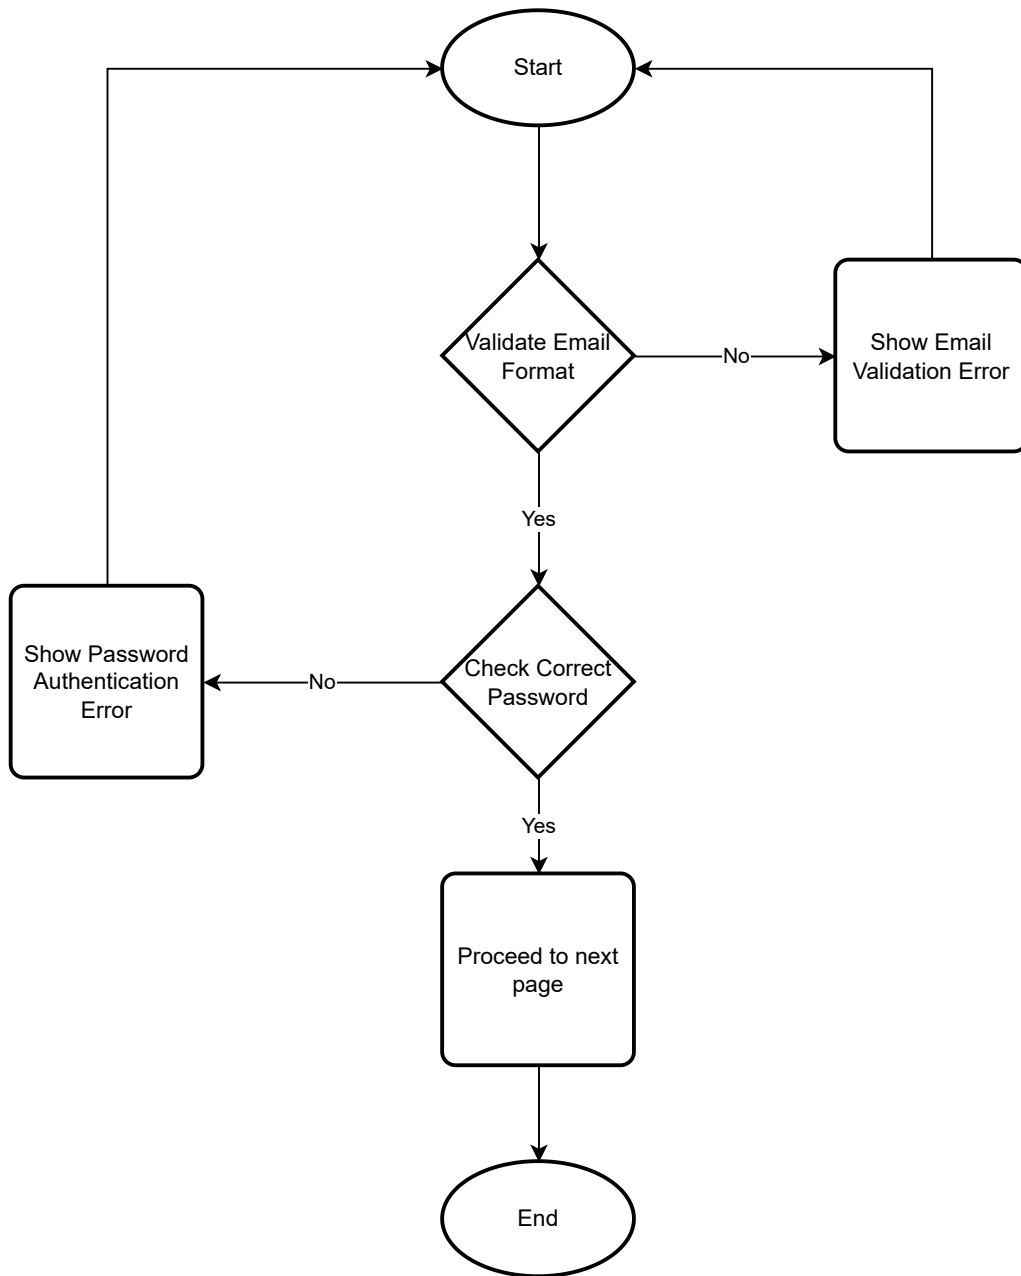 Start
Validate Email
Format
No
Show Email
Validation Error
Yes
Show Password
Authentication
Error
No
Check Correct
Password
Yes
Proceed to next
page
End